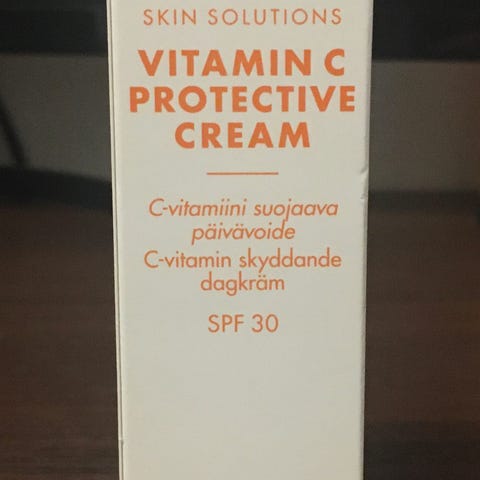 SKIN SOLUTIONS
VITAMIN C
PROTECTIVE
CREAM
C-vitamiini suojaava
päivävoide
C-vitamin skyddande
dagkräm
SPF 30